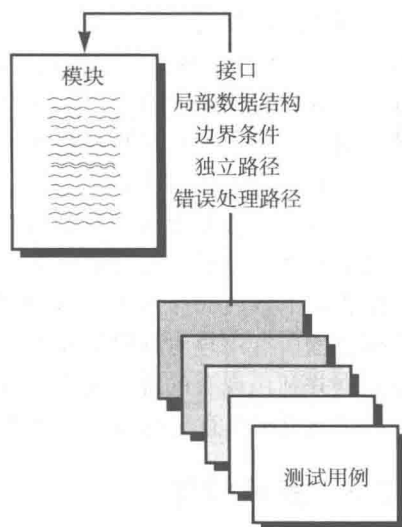 模块
接口
局部数据结构
边界条件
独立路径
错误处理路径
测试用例